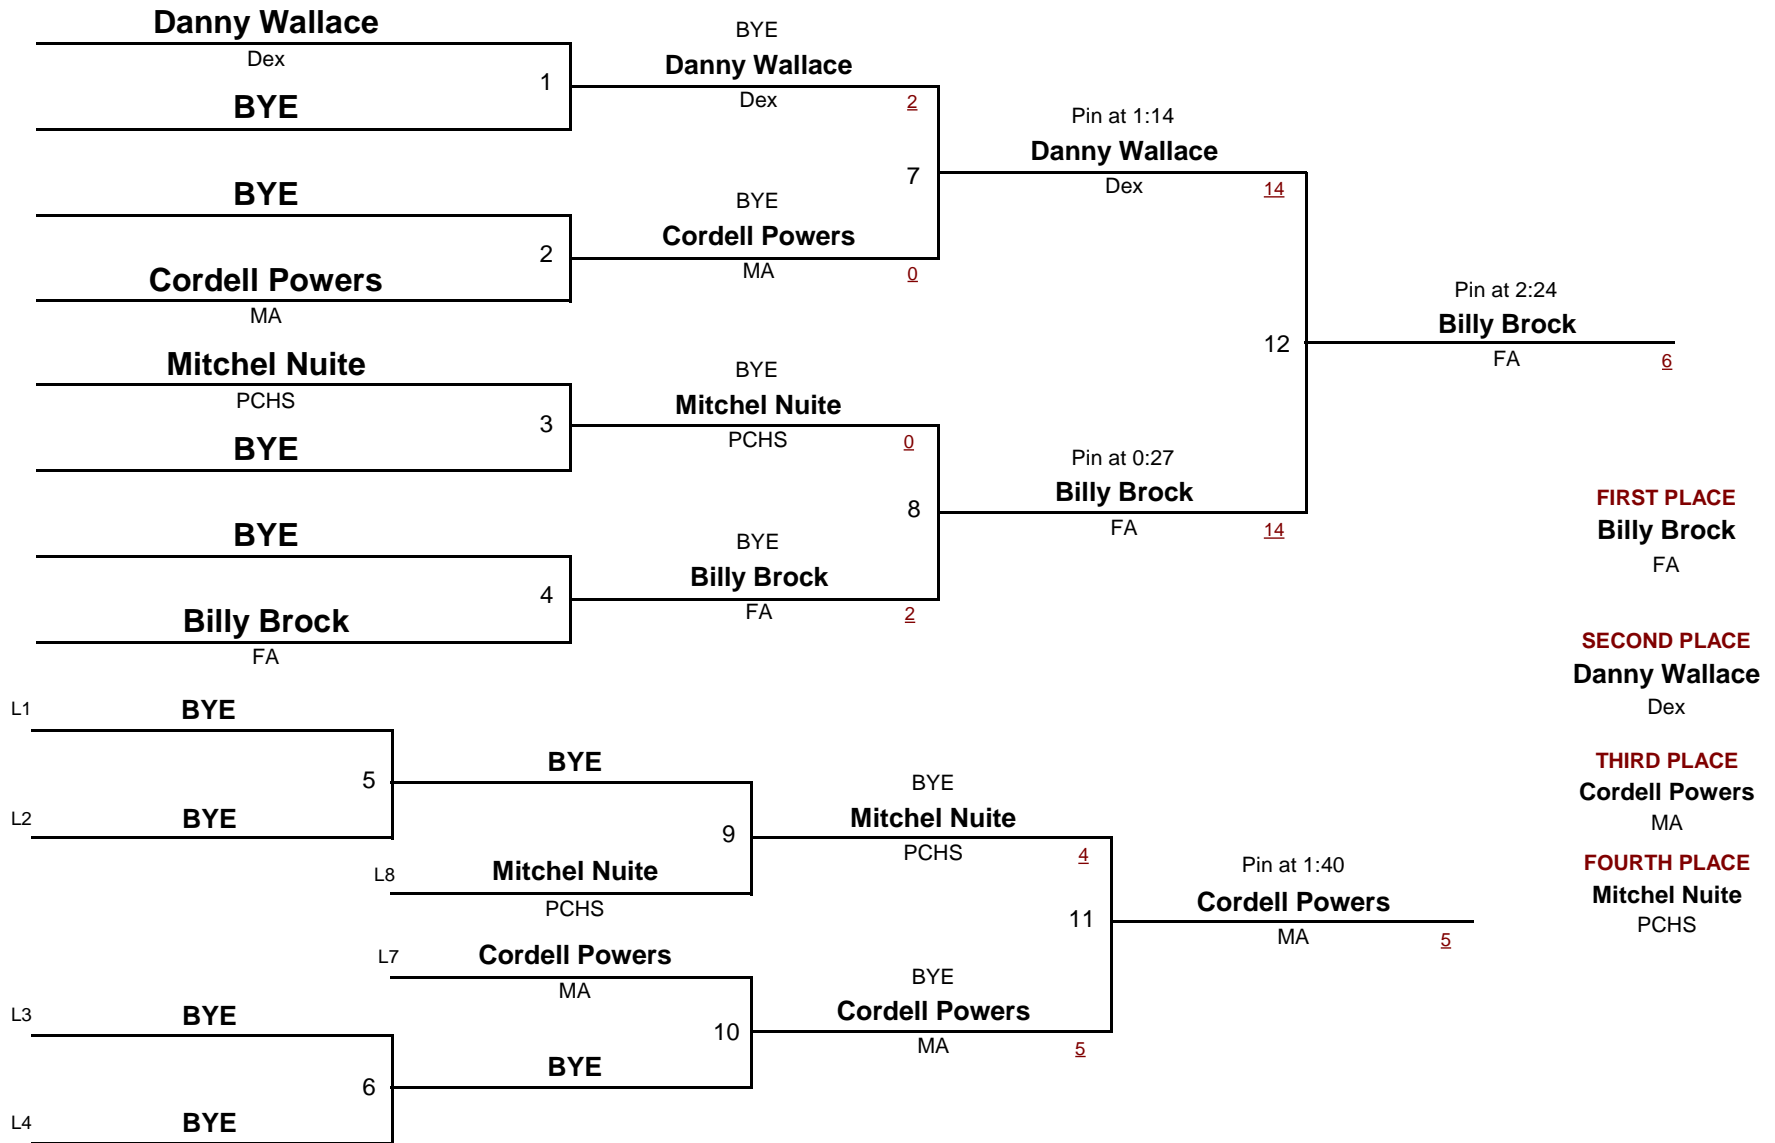 Danny Wallace
Dex
1
BYE
BYE
2
Cordell Powers
MA
Mitchel Nuite
PCHS
3
BYE
BYE
4
Billy Brock
FA
BYE
Danny Wallace
Dex
2
7
BYE
Cordell Powers
MA
0
BYE
Mitchel Nuite
PCHS
0
8
BYE
Billy Brock
FA
2
Pin at 1:14
Danny Wallace
Dex
14
12
Pin at 0:27
Billy Brock
FA
14
Pin at 2:24
Billy Brock
FA
6
FIRST PLACE
Billy Brock
FA
SECOND PLACE
Danny Wallace
Dex
THIRD PLACE
Cordell Powers
MA
FOURTH PLACE
Mitchel Nuite
PCHS
L1
BYE
5
L2
BYE
L3
BYE
6
L4
BYE
BYE
9
L8
Mitchel Nuite
PCHS
L7
Cordell Powers
MA
10
BYE
BYE
Mitchel Nuite
PCHS
4
11
BYE
Cordell Powers
MA
5
Pin at 1:40
Cordell Powers
MA
5